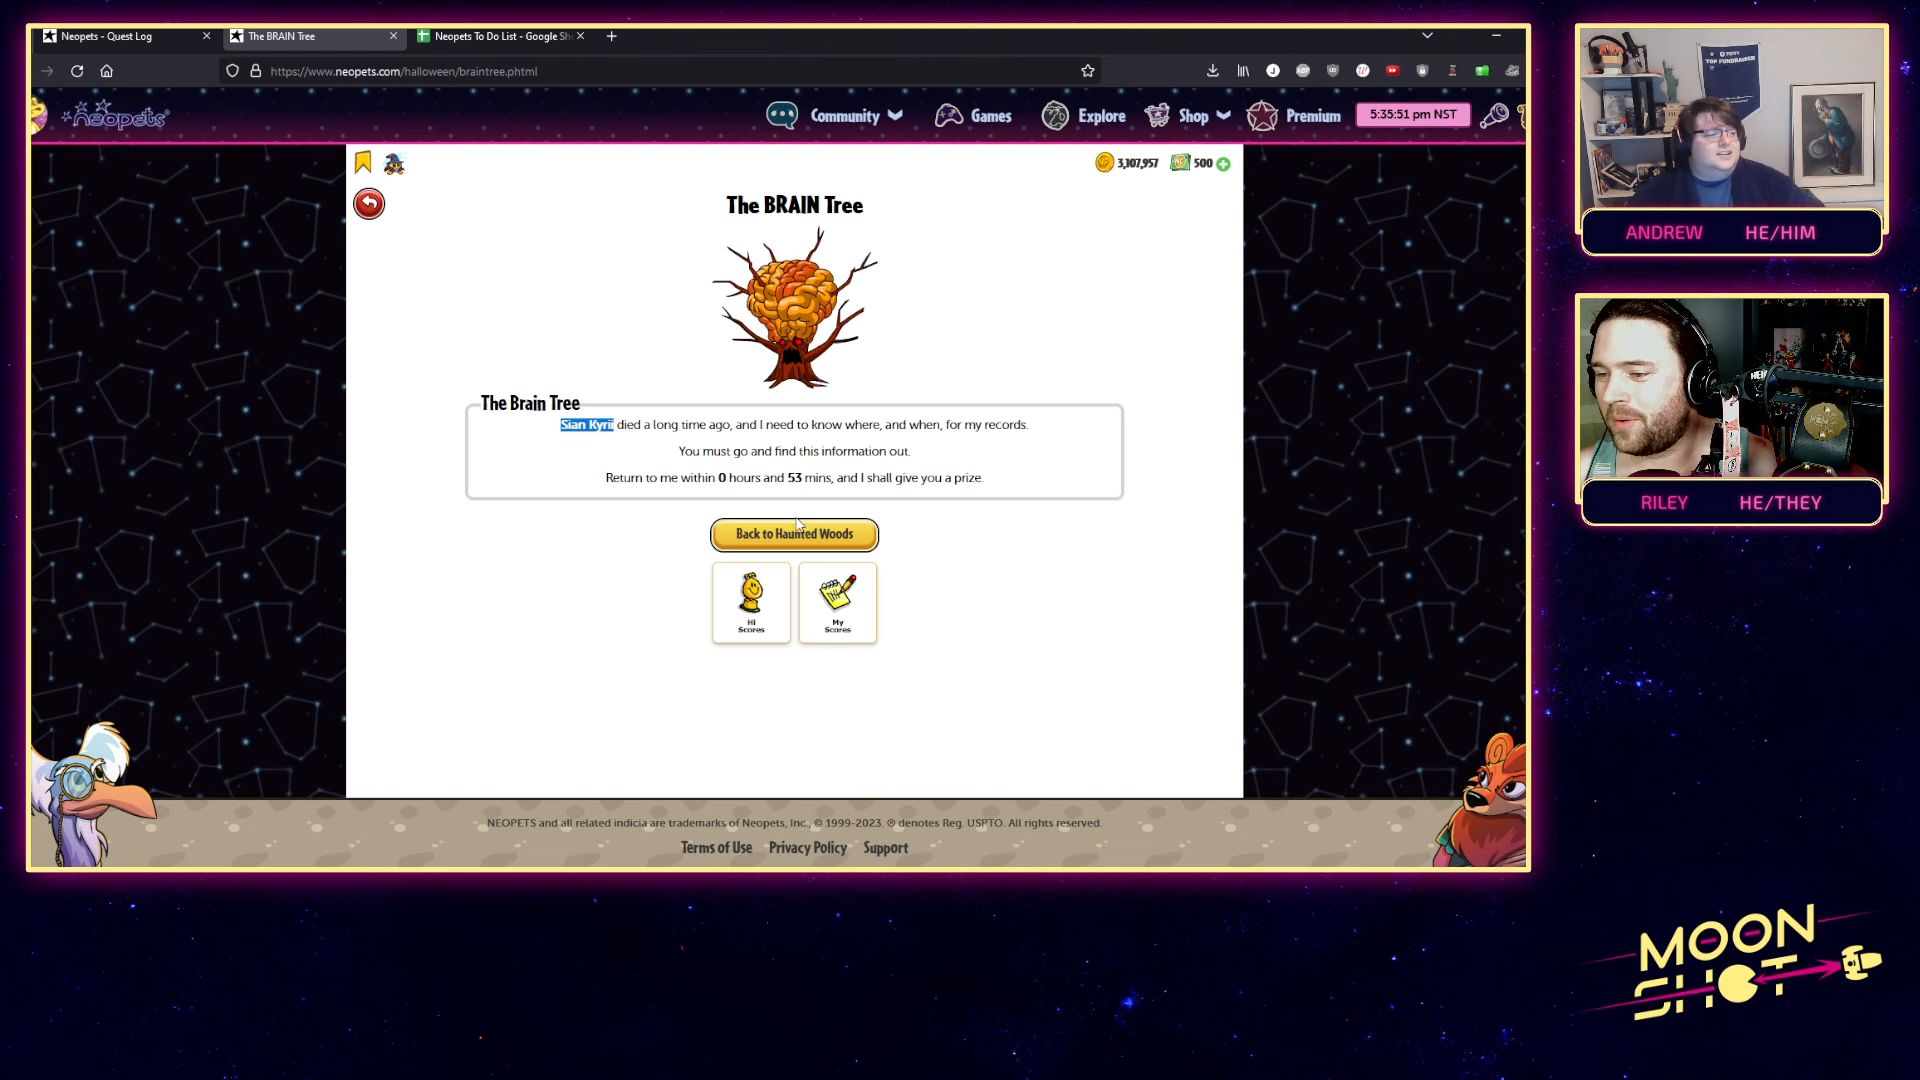 Neopets - Quest Log
The BRAIN Tree
Neopets To Do List - Google She
https://www.neopets.com/halloween/braintree.phtml
neopets
Community
Games
Explore
Shop
Premium
5:35:51 pm NST
3,107,957
500
The BRAIN Tree
The Brain Tree
Sian Kyrii died a long time ago, and I need to know where, and when, for my records.
You must go and find this information out.
Return to me within 0 hours and 53 mins, and I shall give you a prize.
Back to Haunted Woods
Hi
Scores
My
Scores
NEOPETS and all related indicia are trademarks of Neopets, Inc., © 1999-2023. ® denotes Reg. USPTO. All rights reserved.
Terms of Use
Privacy Policy
Support
TOP FUNDRAISER
ANDREW HE/HIM
RILEY HE/THEY
MOON
SHOT